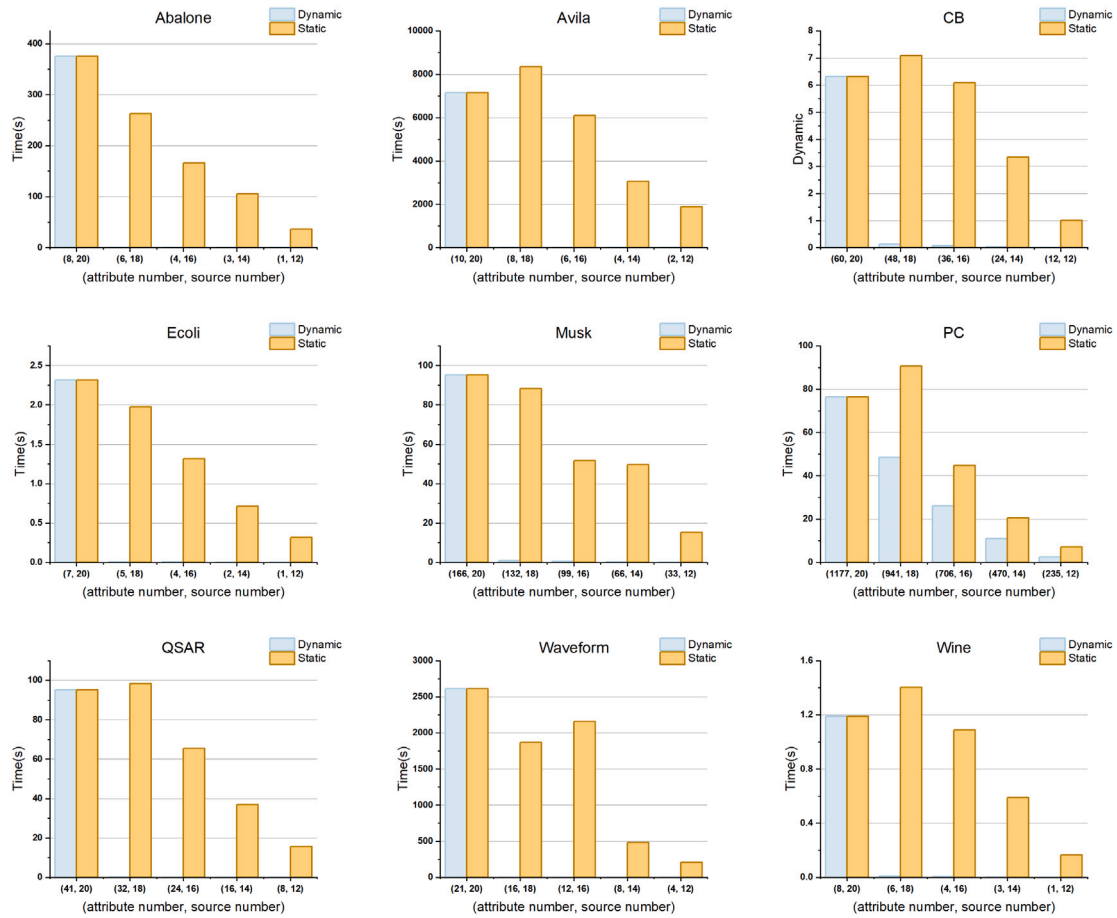 Abalone
Dynamic
Static
400
300
200
100
0
Time(s)
(8, 20) (6, 18) (4, 16) (3, 14) (1, 12)
(attribute number, source number)
Avila
Dynamic
Static
10000
8000
6000
4000
2000
0
Time(s)
(10, 20) (8, 18) (6, 16) (4, 14) (2, 12)
(attribute number, source number)
CB
Dynamic
Static
8
7
6
5
4
3
2
1
0
Dynamic
(60, 20) (48, 18) (36, 16) (24, 14) (12, 12)
(attribute number, source number)
Ecoli
Dynamic
Static
2.5
2.0
1.5
1.0
0.5
0.0
Time(s)
(7, 20) (5, 18) (4, 16) (2, 14) (1, 12)
(attribute number, source number)
Musk
Dynamic
Static
100
80
60
40
20
0
Time(s)
(166, 20) (132, 18) (99, 16) (66, 14) (33, 12)
(attribute number, source number)
PC
Dynamic
Static
100
80
60
40
20
0
Time(s)
(1177, 20) (941, 18) (706, 16) (470, 14) (235, 12)
(attribute number, source number)
QSAR
Dynamic
Static
100
80
60
40
20
0
Time(s)
(41, 20) (32, 18) (24, 16) (16, 14) (8, 12)
(attribute number, source number)
Waveform
Dynamic
Static
3000
2500
2000
1500
1000
500
0
Time(s)
(21, 20) (16, 18) (12, 16) (8, 14) (4, 12)
(attribute number, source number)
Wine
Dynamic
Static
1.6
1.2
0.8
0.4
0.0
Time(s)
(8, 20) (6, 18) (4, 16) (3, 14) (1, 12)
(attribute number, source number)